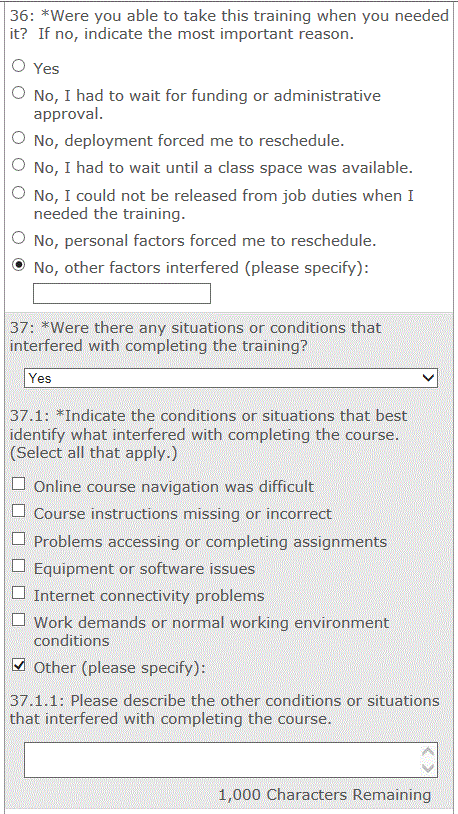 36: *Were you able to take this training when you needed
it?  If no, indicate the most important reason.
Yes
No, I had to wait for funding or administrative
approval.
No, deployment forced me to reschedule.
No, I had to wait until a class space was available.
No, I could not be released from job duties when I
needed the training.
No, personal factors forced me to reschedule.
No, other factors interfered (please specify):
37: *Were there any situations or conditions that
interfered with completing the training?
Yes
37.1: *Indicate the conditions or situations that best
identify what interfered with completing the course.
(Select all that apply.)
Online course navigation was difficult
Course instructions missing or incorrect
Problems accessing or completing assignments
Equipment or software issues
Internet connectivity problems
Work demands or normal working environment
conditions
Other (please specify):
37.1.1: Please describe the other conditions or situations
that interfered with completing the course.
1,000 Characters Remaining